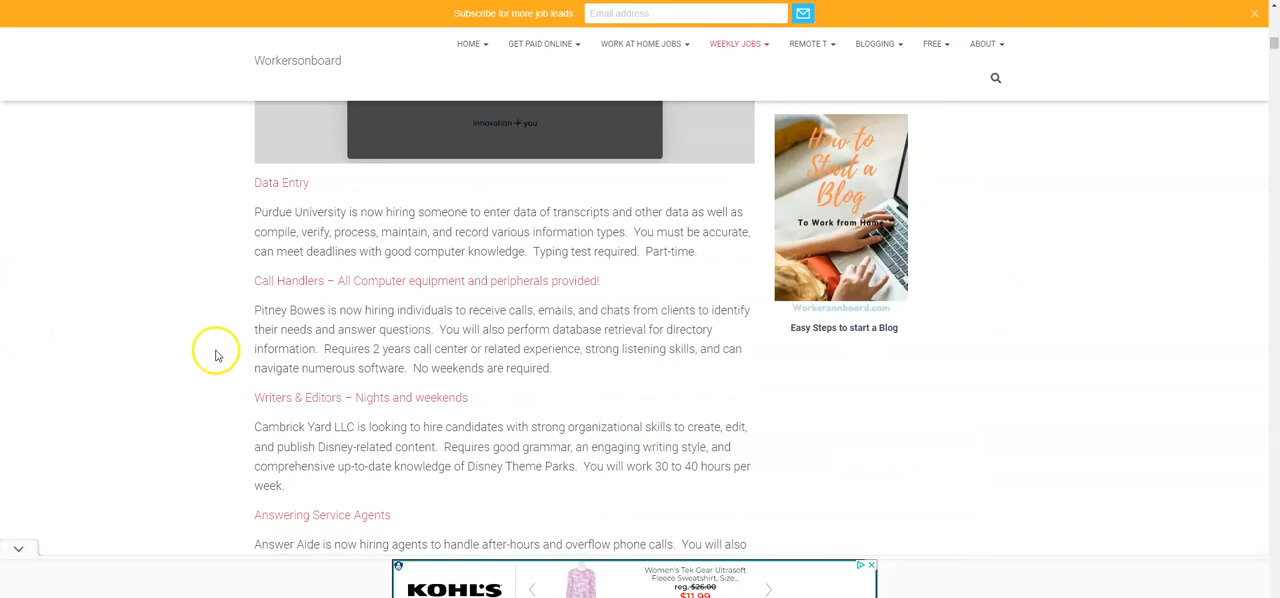 Subscribe for more job leads
Email address
HOME
GET PAID ONLINE
WORK AT HOME JOBS
WEEKLY JOBS
REMOTE T
BLOGGING
FREE
ABOUT
Workersonboard
innovation+you
How to
Start a
Blog
To Work from Home
Workersonboard.com
Easy Steps to start a Blog
Data Entry
Purdue University is now hiring someone to enter data of transcripts and other data as well as
compile, verify, process, maintain, and record various information types. You must be accurate,
can meet deadlines with good computer knowledge. Typing test required. Part-time.
Call Handlers – All Computer equipment and peripherals provided!
Pitney Bowes is now hiring individuals to receive calls, emails, and chats from clients to identify
their needs and answer questions. You will also perform database retrieval for directory
information. Requires 2 years call center or related experience, strong listening skills, and can
navigate numerous software. No weekends are required.
Writers & Editors – Nights and weekends
Cambrick Yard LLC is looking to hire candidates with strong organizational skills to create, edit,
and publish Disney-related content. Requires good grammar, an engaging writing style, and
comprehensive up-to-date knowledge of Disney Theme Parks. You will work 30 to 40 hours per
week.
Answering Service Agents
Answer Aide is now hiring agents to handle after-hours and overflow phone calls. You will also
KOHL'S
Women's Tek Gear Ultrasoft
Fleece Sweatshirt, Size...
reg. $26.00
$11.99